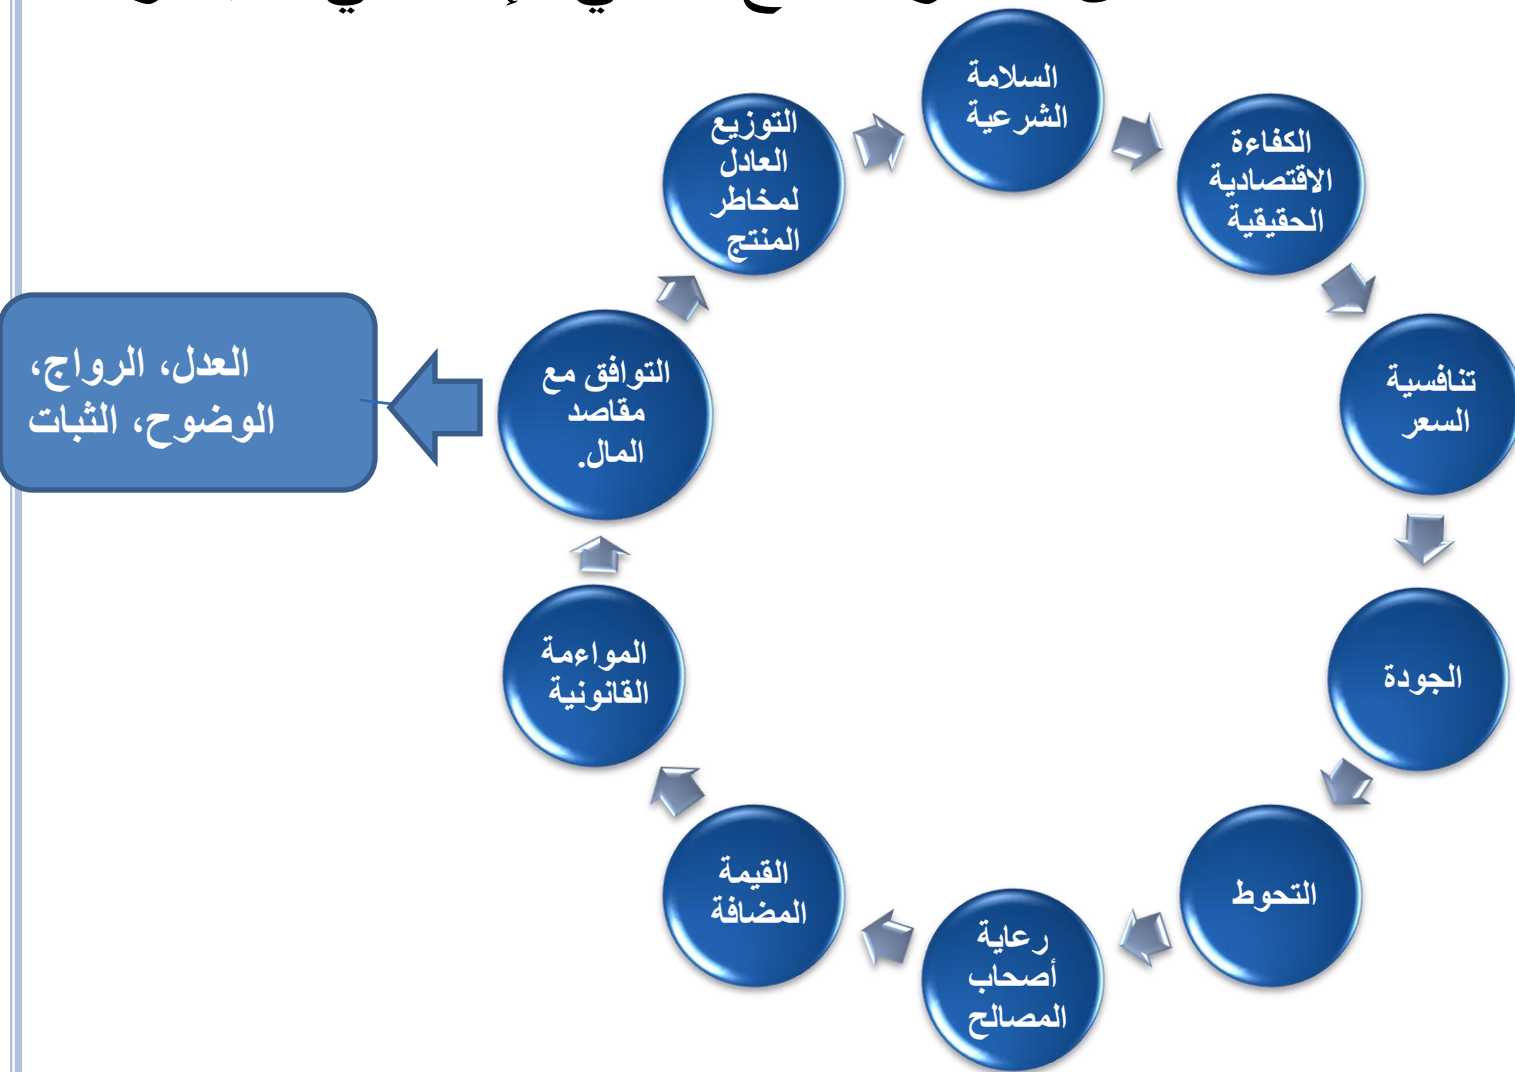 السلامة
الشرعية
الكفاءة
الاقتصادية
الحقيقية
تنافسية
السعر
الجودة
التحوط
رعاية
أصحاب
المصالح
القيمة
المضافة
المواءمة
القانونية
التوافق مع
مقاصد
المال.
العدل، الرواج،
الوضوح، الثبات
التوزيع
العادل
لمخاطر
المنتج